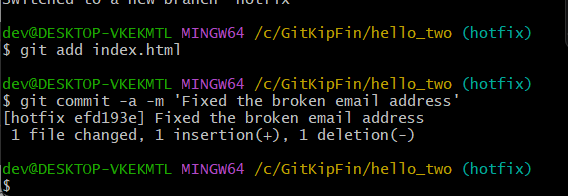 Switched to a new branch 'hotfix'
dev@DESKTOP-VKEKMTL MINGW64 /c/GitKipFin/hello_two (hotfix)
$ git add index.html
dev@DESKTOP-VKEKMTL MINGW64 /c/GitKipFin/hello_two (hotfix)
$ git commit -a -m 'Fixed the broken email address'
[hotfix efd193e] Fixed the broken email address
1 file changed, 1 insertion(+), 1 deletion(-)
dev@DESKTOP-VKEKMTL MINGW64 /c/GitKipFin/hello_two (hotfix)
$